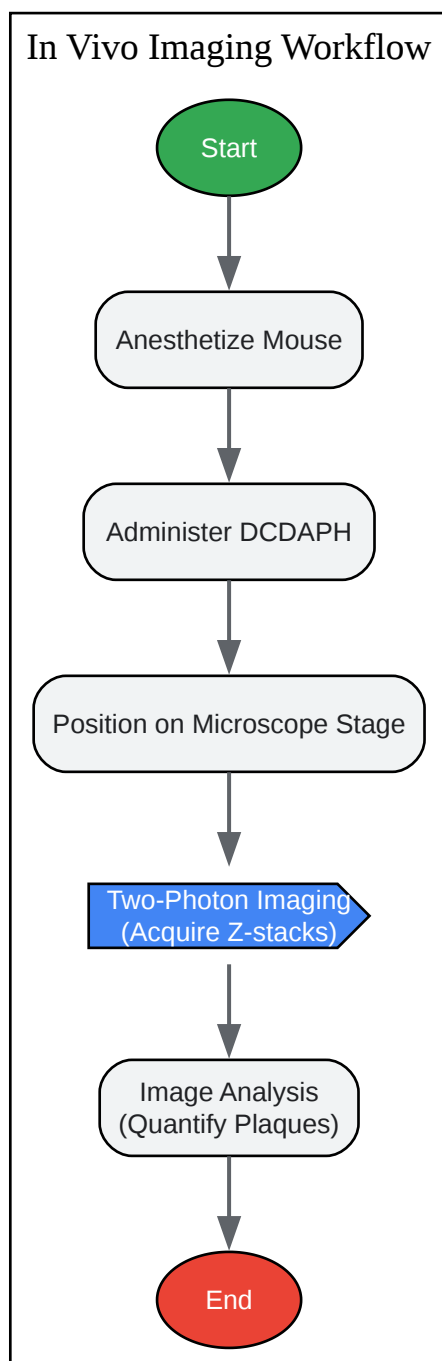 In Vivo Imaging Workflow
Start
Anesthetize Mouse
Administer DCDAPH
Position on Microscope Stage
Two-Photon Imaging
(Acquire Z-stacks)
Image Analysis
(Quantify Plaques)
End